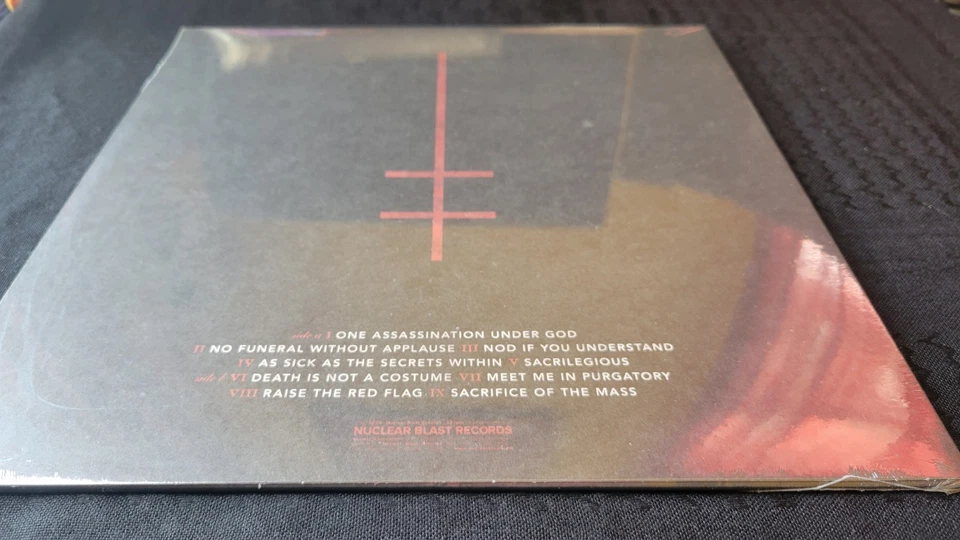 side a I ONE ASSASSINATION UNDER GOD
II NO FUNERAL WITHOUT APPLAUSE III NOD IF YOU UNDERSTAND
IV AS SICK AS THE SECRETS WITHIN V SACRILEGIOUS
VI DEATH IS NOT A COSTUME VII MEET ME IN PURGATORY
VIII RAISE THE RED FLAG IX SACRIFICE OF THE MASS
NUCLEAR BLAST RECORDS